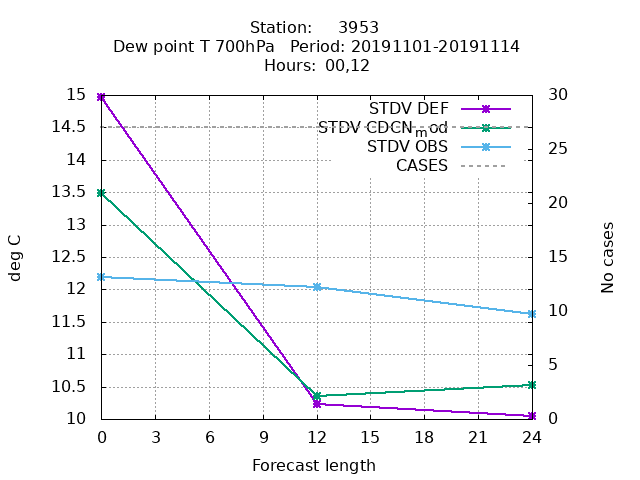 Station: 3953
Dew point T 700hPa Period: 20191101-20191114
Hours: 00,12
15 30
STDV DEF
14.5 STDV CDCNmod
25
STDV OBS
14 CASES
13.5
20
13
12.5 15
deg C
No cases
12
11.5 10
11
5
10.5
10 0
0 3 6 9 12 15 18 21 24
Forecast length